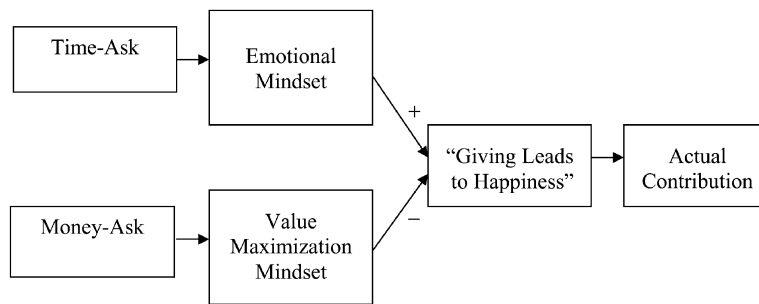 Time-Ask
Emotional
Mindset
+
“Giving Leads
to Happiness”
Actual
Contribution
Money-Ask
Value
Maximization
Mindset
–